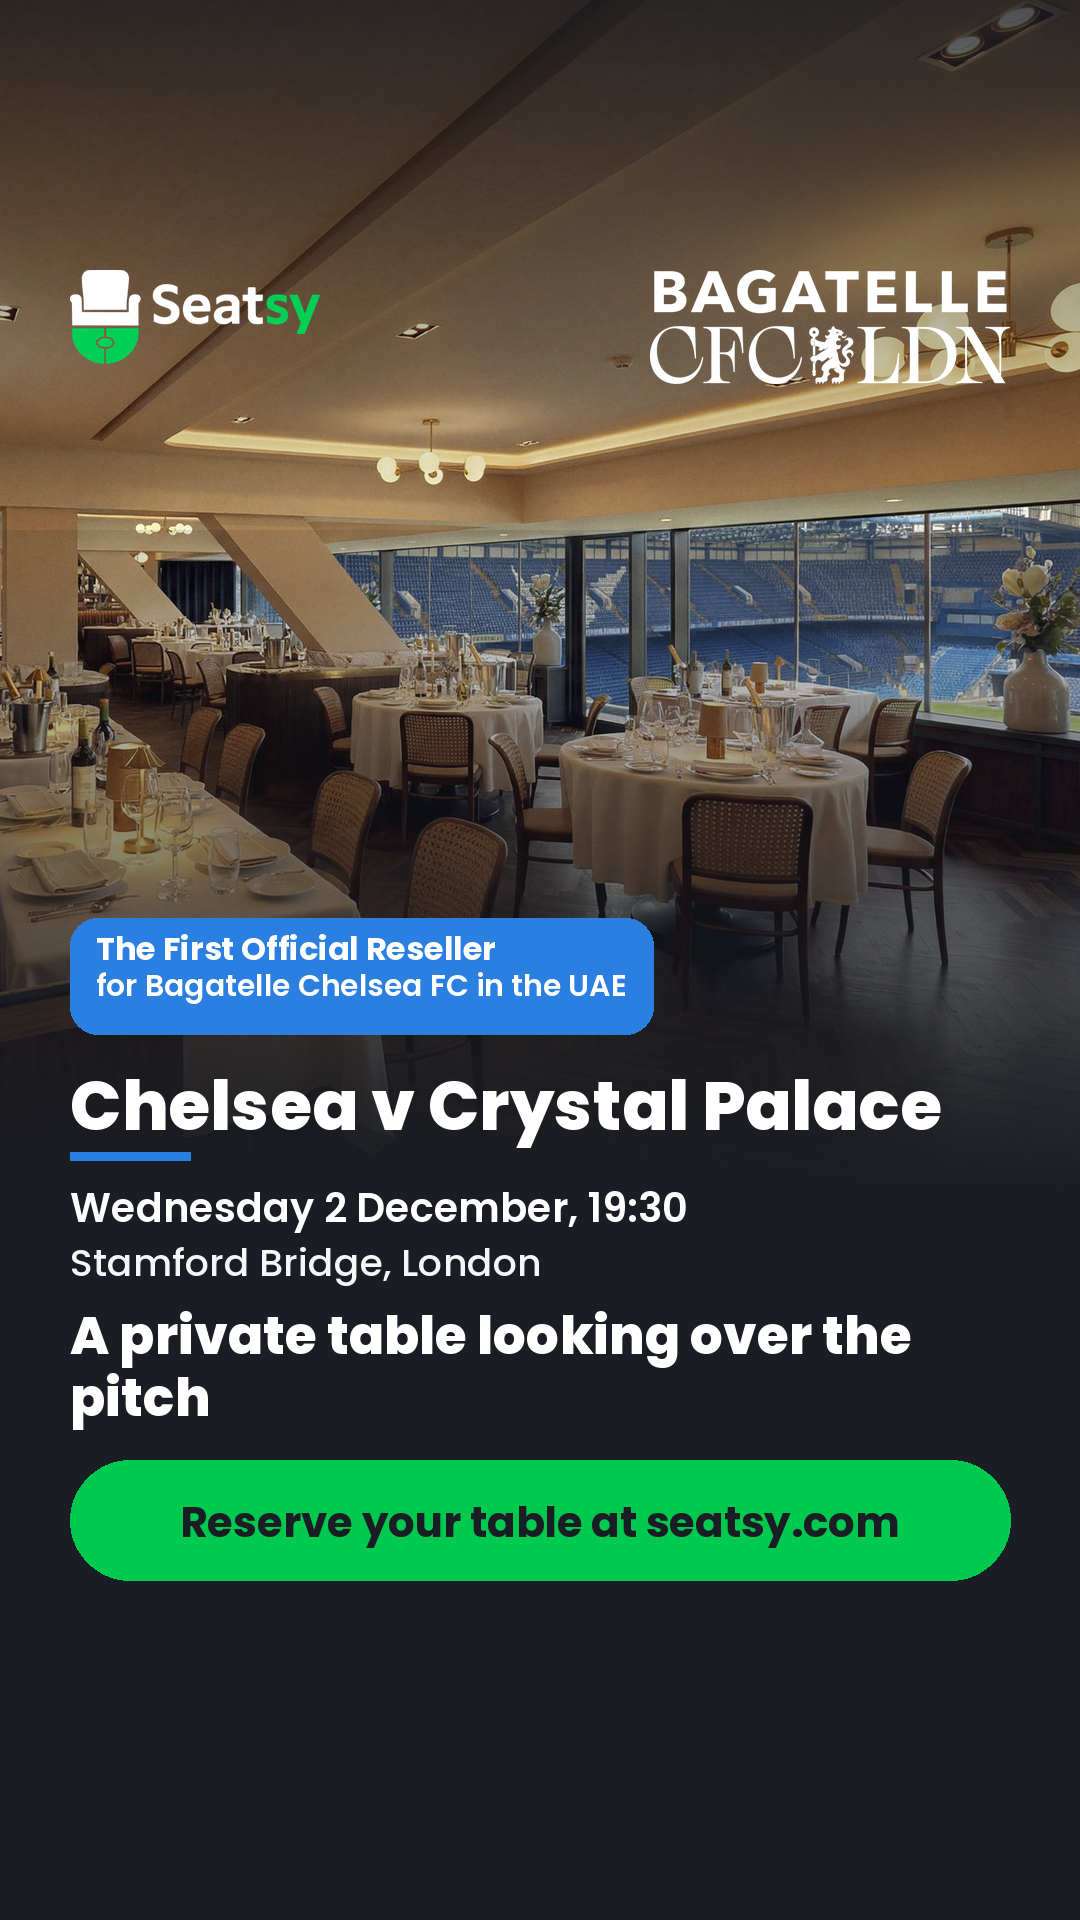 Seatsy
BAGATELLE
CFC LDN
The First Official Reseller
for Bagatelle Chelsea FC in the UAE
Chelsea v Crystal Palace
Wednesday 2 December, 19:30
Stamford Bridge, London
A private table looking over the
pitch
Reserve your table at seatsy.com